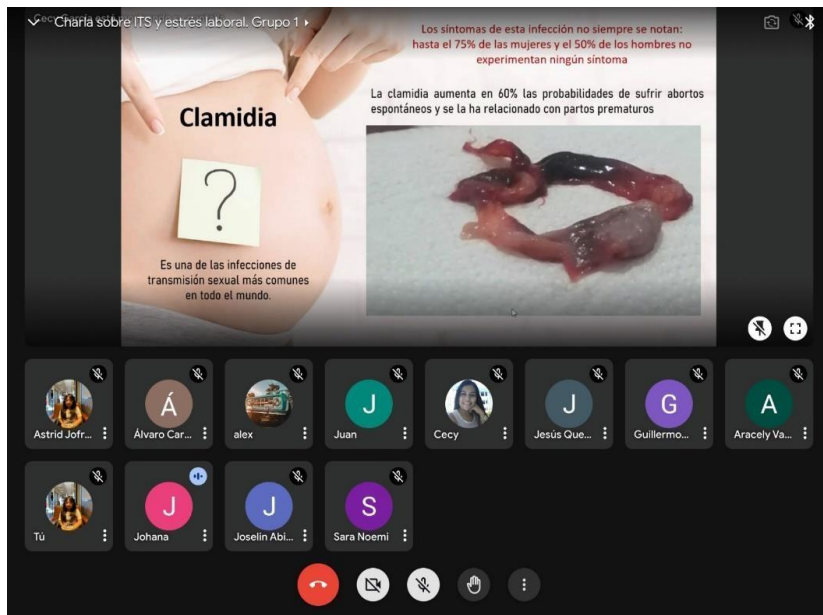 Charla sobre ITS y estrés laboral. Grupo 1
Los síntomas de esta infección no siempre se notan:
hasta el 75% de las mujeres y el 50% de los hombres no
experimentan ningún síntoma
La clamidia aumenta en 60% las probabilidades de sufrir abortos
espontáneos y se la ha relacionado con partos prematuros
Clamidia
?
Es una de las infecciones de
transmisión sexual más comunes
en todo el mundo.
Á
J
J
G
A
Astrid Jofr...
Álvaro Car...
alex
Juan
Cecy
Jesús Que...
Guillermo...
Aracely Va...
J
J
S
Tú
Johana
Joselin Abi...
Sara Noemi